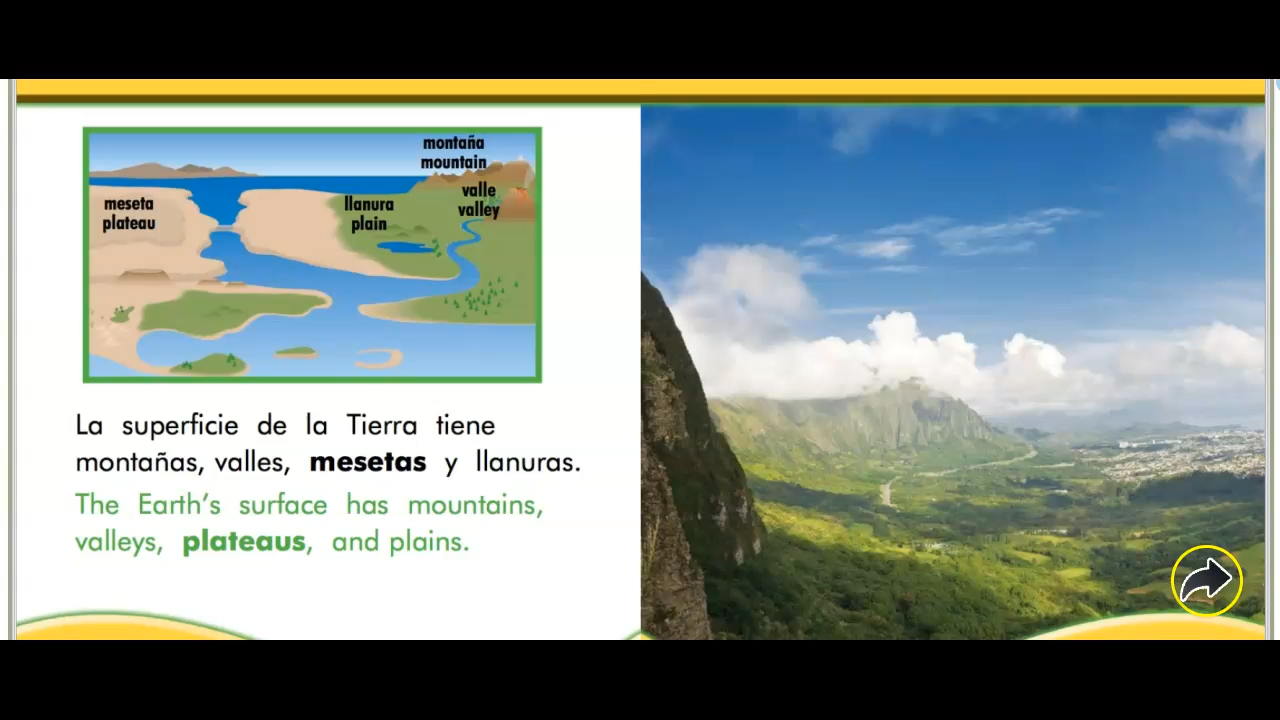 montaña
mountain
meseta
plateau
llanura
plain
valle
valley
La superficie de la Tierra tiene
montañas, valles, mesetas y llanuras.
The Earth's surface has mountains,
valleys, plateaus, and plains.